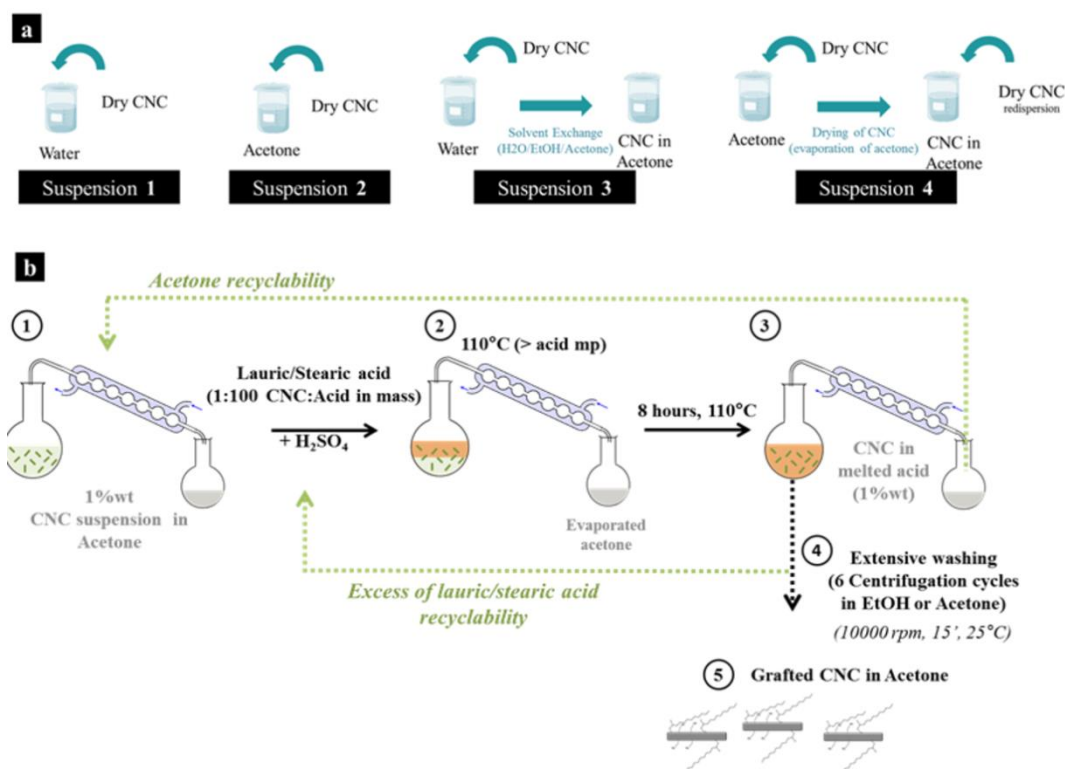 a
Dry CNC
Water
Suspension 1
Dry CNC
Acetone
Suspension 2
Dry CNC
Water
Solvent Exchange
(H2O/EtOH/Acetone)
CNC in
Acetone
Suspension 3
Dry CNC
Acetone
Drying of CNC
(evaporation of acetone)
CNC in
Acetone
Dry CNC
redispersion
Suspension 4
b
Acetone recyclability
1
1%wt
CNC suspension in
Acetone
Lauric/Stearic acid
(1:100 CNC:Acid in mass)
+ H₂SO₄
2
110°C (> acid mp)
Evaporated
acetone
8 hours, 110°C
3
CNC in
melted acid
(1%wt)
Excess of lauric/stearic acid
recyclability
4
Extensive washing
(6 Centrifugation cycles
in EtOH or Acetone)
(10000 rpm, 15’, 25°C)
5
Grafted CNC in Acetone